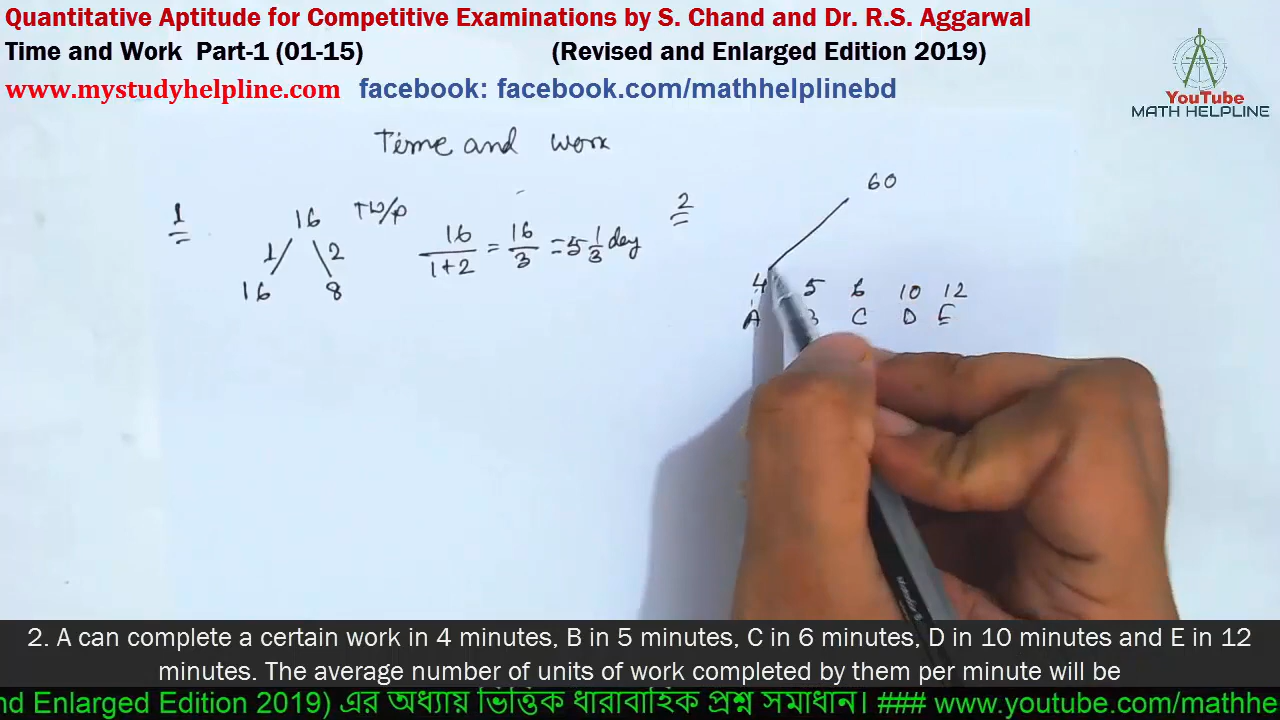 Quantitative Aptitude for Competitive Examinations by S. Chand and Dr. R.S. Aggarwal
Time and Work Part-1 (01-15) (Revised and Enlarged Edition 2019)
www.mystudyhelpline.com facebook: facebook.com/mathhelplinebd
YouTube
MATH HELPLINE
Time and work
1
16 TW/P
1 2
16 8
16/1+2 = 16/3 = 5 1/3 day
2
60
4 5 6 10 12
A C D E
2. A can complete a certain work in 4 minutes, B in 5 minutes, C in 6 minutes, D in 10 minutes and E in 12
minutes. The average number of units of work completed by them per minute will be
nd Enlarged Edition 2019) এর অধ্যায় ভিত্তিক ধারাবাহিক প্রশ্ন সমাধান। ### www.youtube.com/mathhe